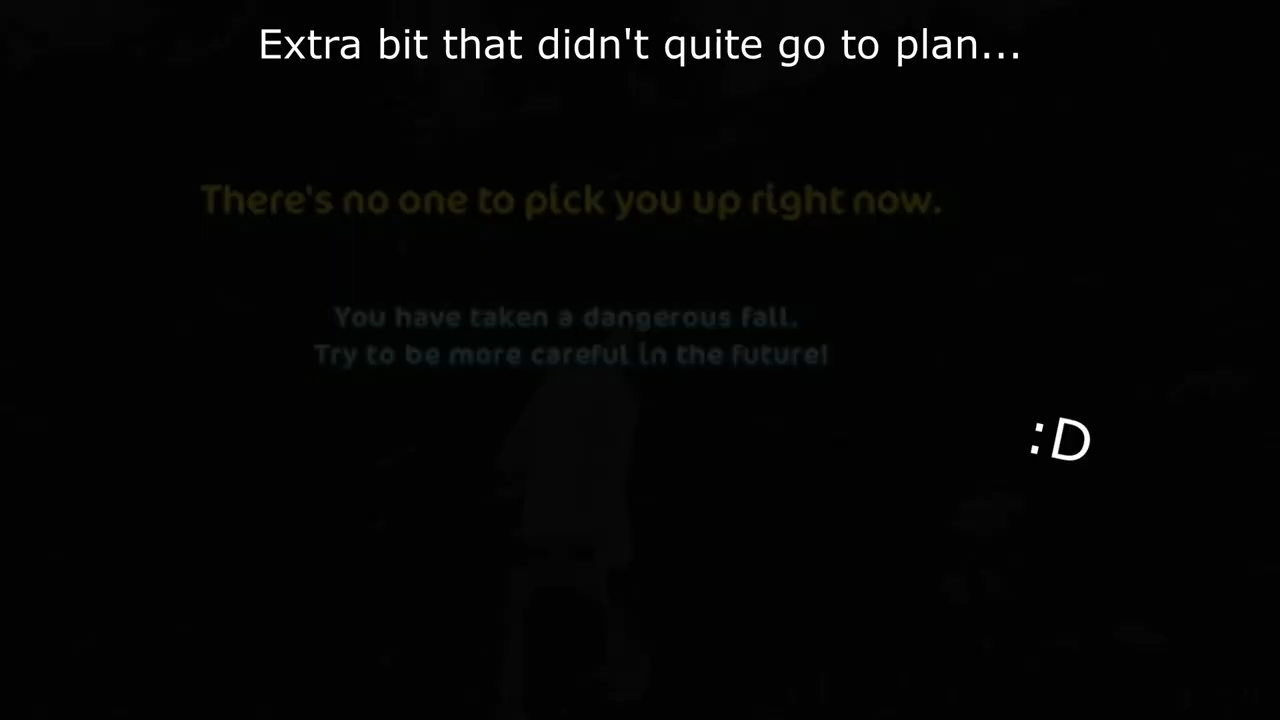 Extra bit that didn't quite go to plan...
There's no one to pick you up right now.
You have taken a dangerous fall.
Try to be more careful in the future!
:D